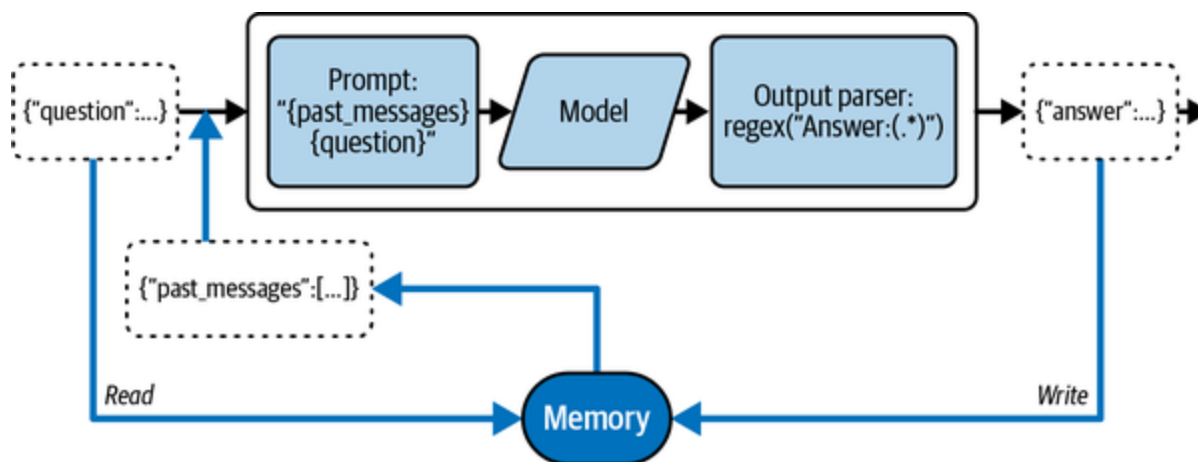 {"question":...}
Prompt:
"{past_messages}
{question}"
Model
Output parser:
regex("Answer:(.*)")
{"answer":...}
{"past_messages":[...]}
Read
Memory
Write